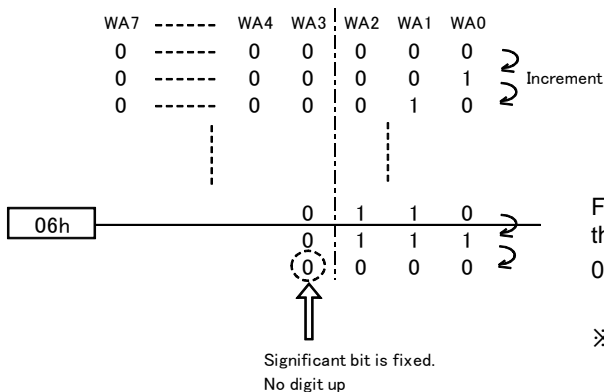 WA7 ------ WA4 WA3 WA2 WA1 WA0
0 ------ 0 0 0 0 0
0 ------ 0 0 0 0 1
0 ------ 0 0 0 1 0
Increment
06h
0 1 1 0
0 1 1 1
0 0 0 0
Significant bit is fixed.
No digit up
F
th
0
※